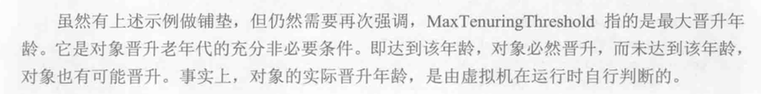 虽然有上述示例做铺垫，但仍然需要再次强调，MaxTenuringThreshold 指的是最大晋升年
龄。它是对象晋升老年代的充分非必要条件。即达到该年龄，对象必然晋升，而未达到该年龄，
对象也有可能晋升。事实上，对象的实际晋升年龄，是由虚拟机在运行时自行判断的。